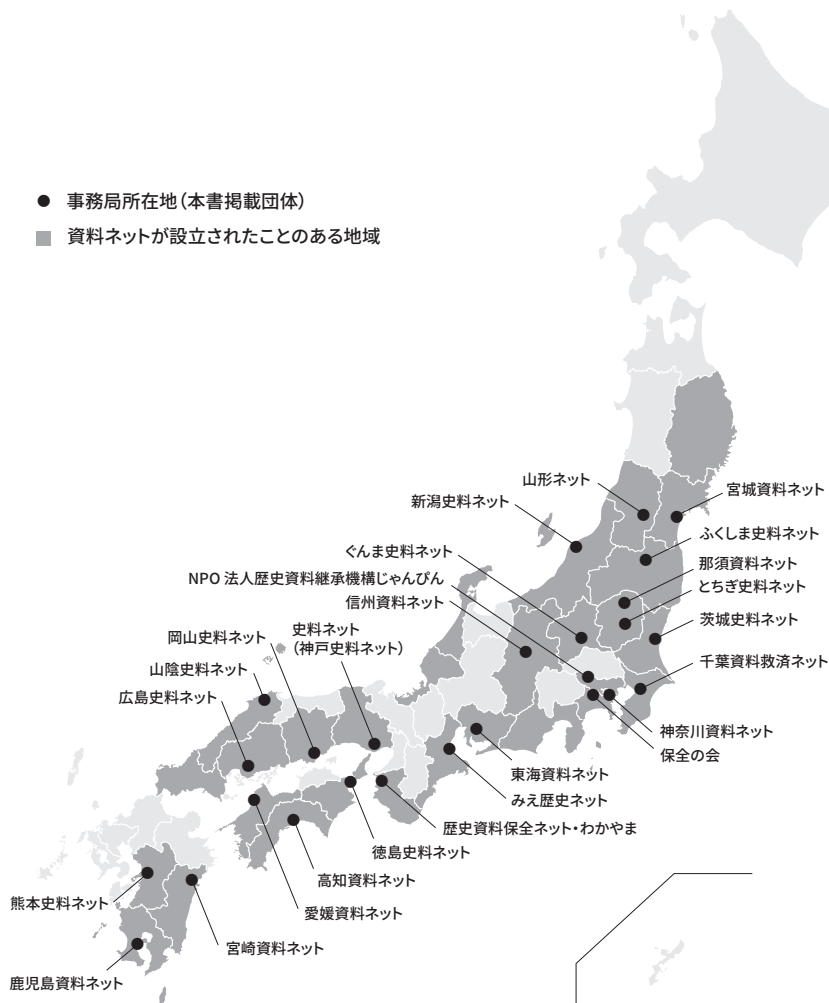 ● 事務局所在地（本書掲載団体）
資料ネットが設立されたことのある地域
山形ネット
宮城資料ネット
新潟史料ネット
ふくしま史料ネット
ぐんま史料ネット
那須資料ネット
NPO 法人歴史資料継承機構じゃんぴん
とちぎ史料ネット
信州資料ネット
茨城史料ネット
史料ネット
（神戸史料ネット）
岡山史料ネット
千葉資料救済ネット
山陰史料ネット
広島史料ネット
神奈川資料ネット
保全の会
東海資料ネット
みえ歴史ネット
歴史資料保全ネット・わかやま
徳島史料ネット
高知資料ネット
熊本史料ネット
愛媛資料ネット
宮崎資料ネット
鹿児島資料ネット